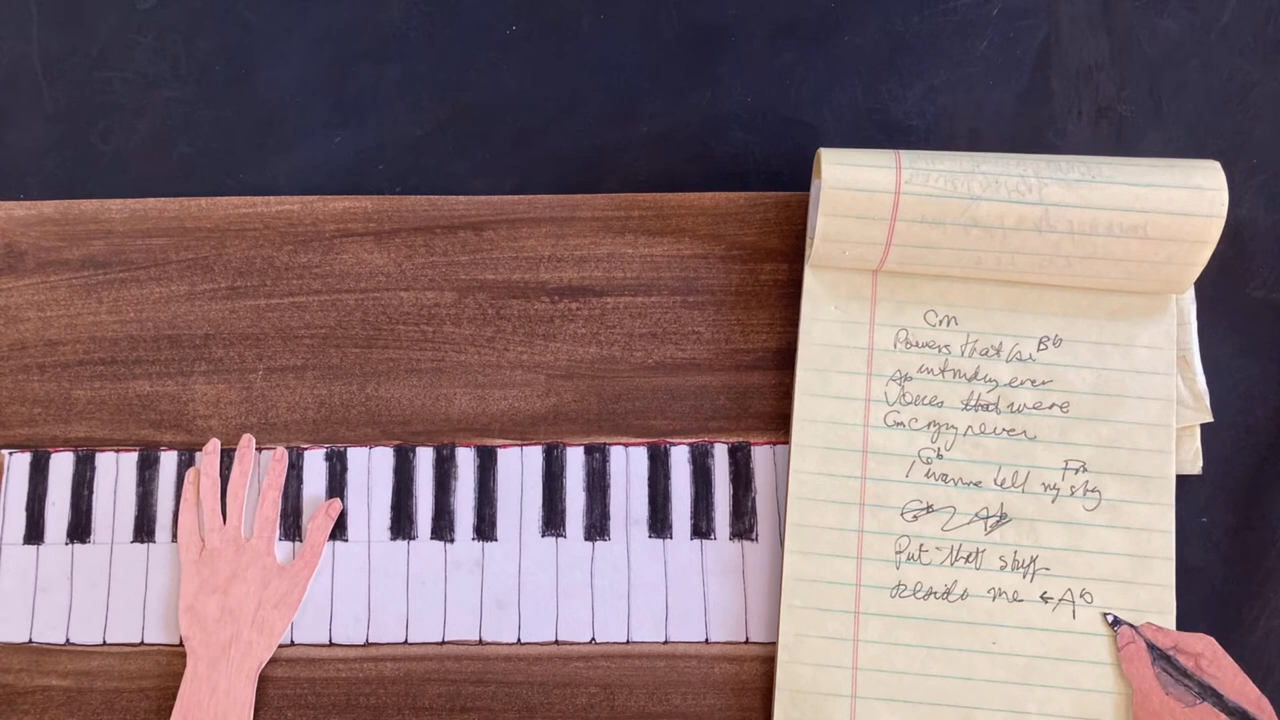 Cm
Powers that be Bb
ever
Ab
Voices that were
Gm crying never
Gb Fm
I wanna tell my story
Ab
Put that stuff
beside me ← Ab